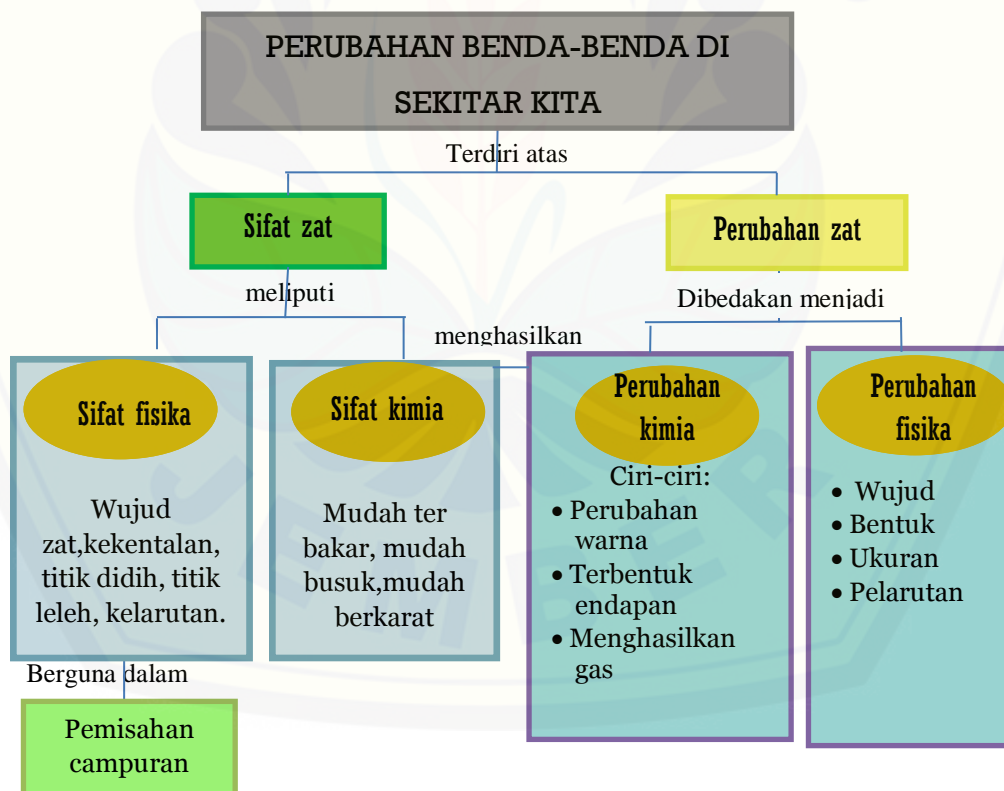 PERUBAHAN BENDA-BENDA DI
SEKITAR KITA
Terdiri atas
Sifat zat
Perubahan zat
meliputi
Dibedakan menjadi
menghasilkan
Sifat fisika
Wujud
zat,kekentalan,
titik didih, titik
leleh, kelarutan.
Sifat kimia
Mudah ter
bakar, mudah
busuk,mudah
berkarat
Perubahan
kimia
Ciri-ciri:
• Perubahan
warna
• Terbentuk
endapan
• Menghasilkan
gas
Perubahan
fisika
• Wujud
• Bentuk
• Ukuran
• Pelarutan
Berguna dalam
Pemisahan
campuran
JEMBER